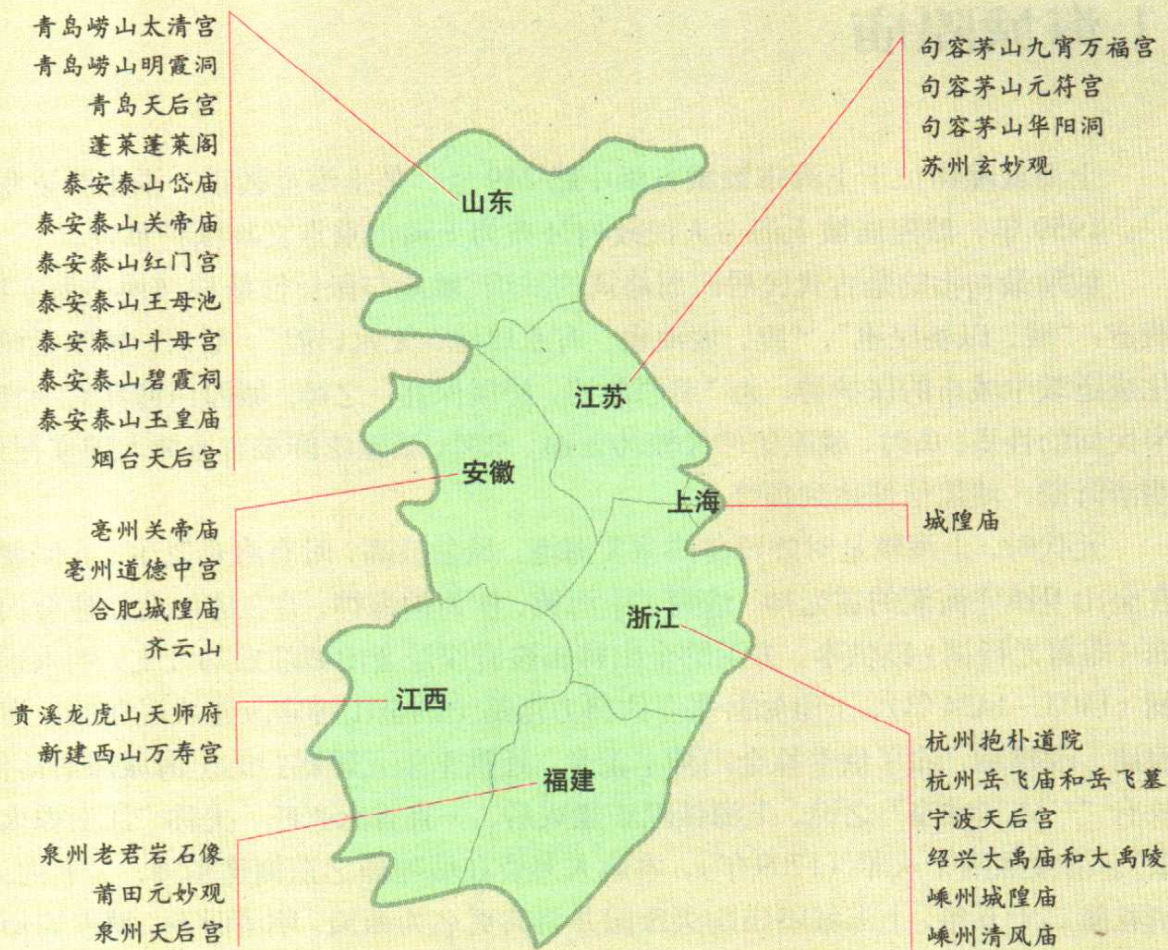 青岛崂山太清宫
青岛崂山明霞洞
青岛天后宫
蓬莱蓬莱阁
泰安泰山岱庙
泰安泰山关帝庙
泰安泰山红门宫
泰安泰山王母池
泰安泰山斗母宫
泰安泰山碧霞祠
泰安泰山玉皇庙
烟台天后宫
句容茅山九宵万福宫
句容茅山元符宫
句容茅山华阳洞
苏州玄妙观
山东
江苏
安徽
上海
浙江
江西
福建
亳州关帝庙
亳州道德中宫
合肥城隍庙
齐云山
城隍庙
贵溪龙虎山天师府
新建西山万寿宫
泉州老君岩石像
莆田元妙观
泉州天后宫
杭州抱朴道院
杭州岳飞庙和岳飞墓
宁波天后宫
绍兴大禹庙和大禹陵
嵊州城隍庙
嵊州清风庙